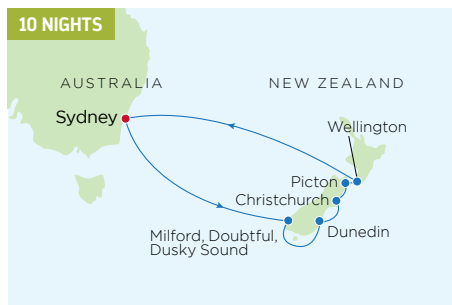 10 NIGHTS
AUSTRALIA
NEW ZEALAND
Sydney
Wellington
Picton
Christchurch
Milford, Doubtful,
Dusky Sound
Dunedin